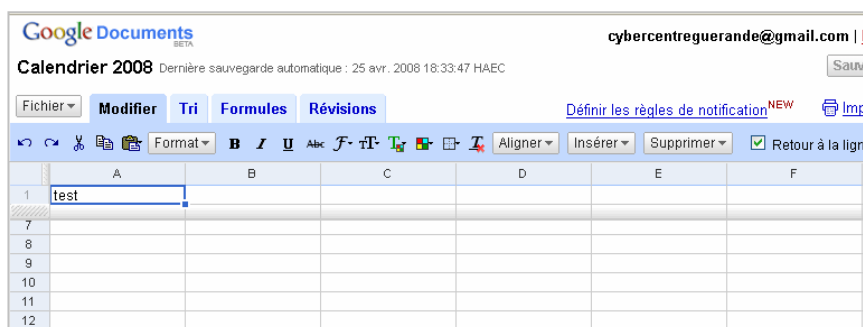 Google Documents
BETA
cybercentreguerande@gmail.com |
Calendrier 2008 Dernière sauvegarde automatique : 25 avr. 2008 18:33:47 HAEC
Fichier Modifier Tri Formules Révisions Définir les règles de notification NEW
Format B I U Abc F TT T T Aligner Insérer Supprimer Retour à la lign
A B C D E F
1 test
7
8
9
10
11
12